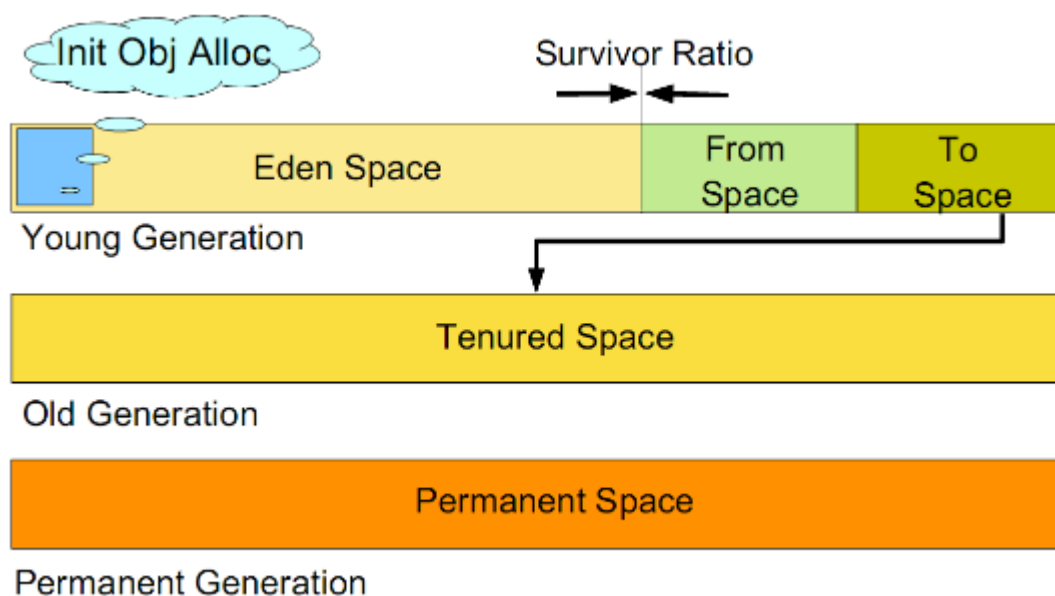 Init Obj Alloc
Survivor Ratio
Eden Space
From
Space
To
Space
Young Generation
Tenured Space
Old Generation
Permanent Space
Permanent Generation